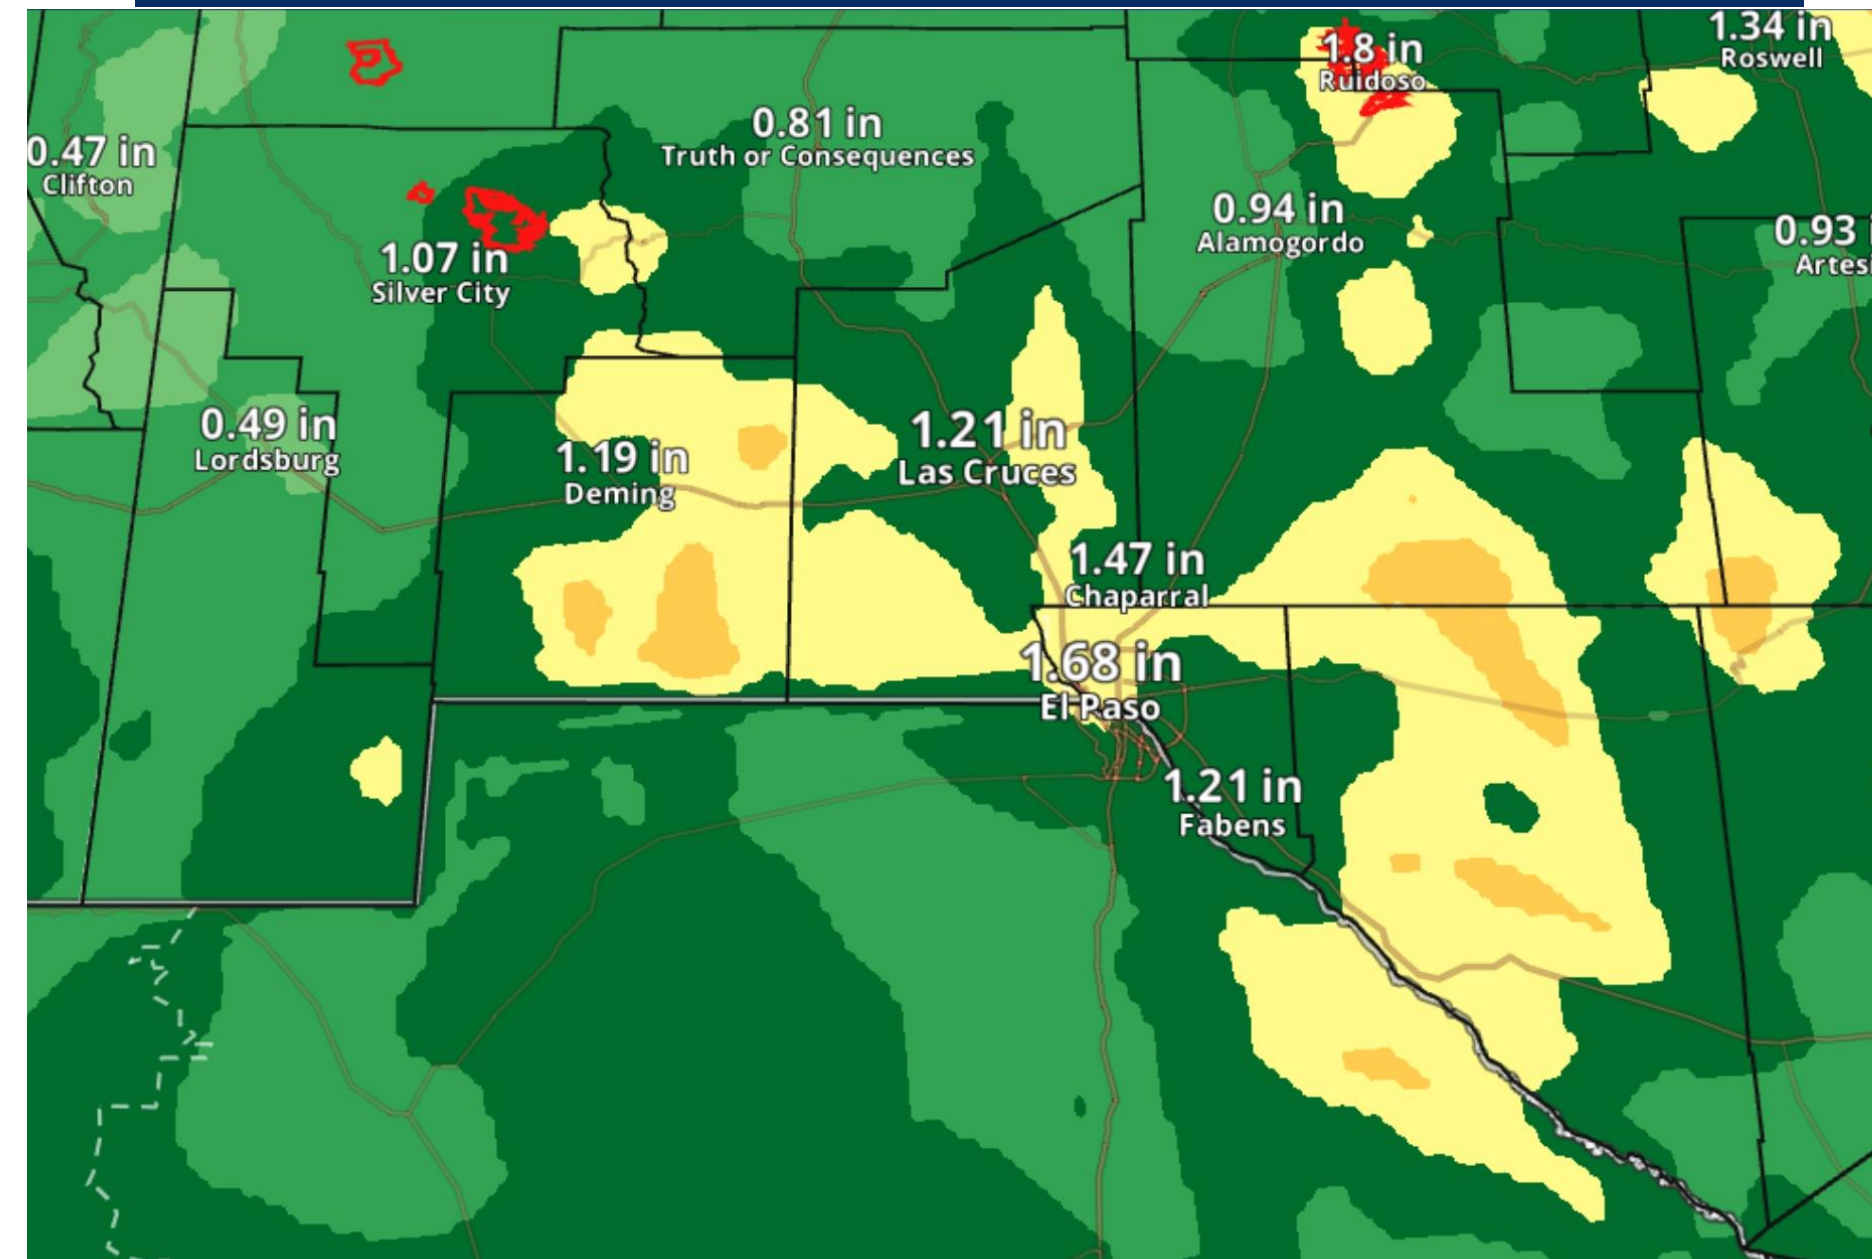 1.8 in
Ruidoso
1.34 in
Roswell
0.47 in
Clifton
0.81 in
Truth or Consequences
0.94 in
Alamogordo
0.93 i
Artesi
1.07 in
Silver City
0.49 in
Lordsburg
1.19 in
Deming
1.21 in
Las Cruces
1.47 in
Chaparral
1.68 in
El Paso
1.21 in
Fabens